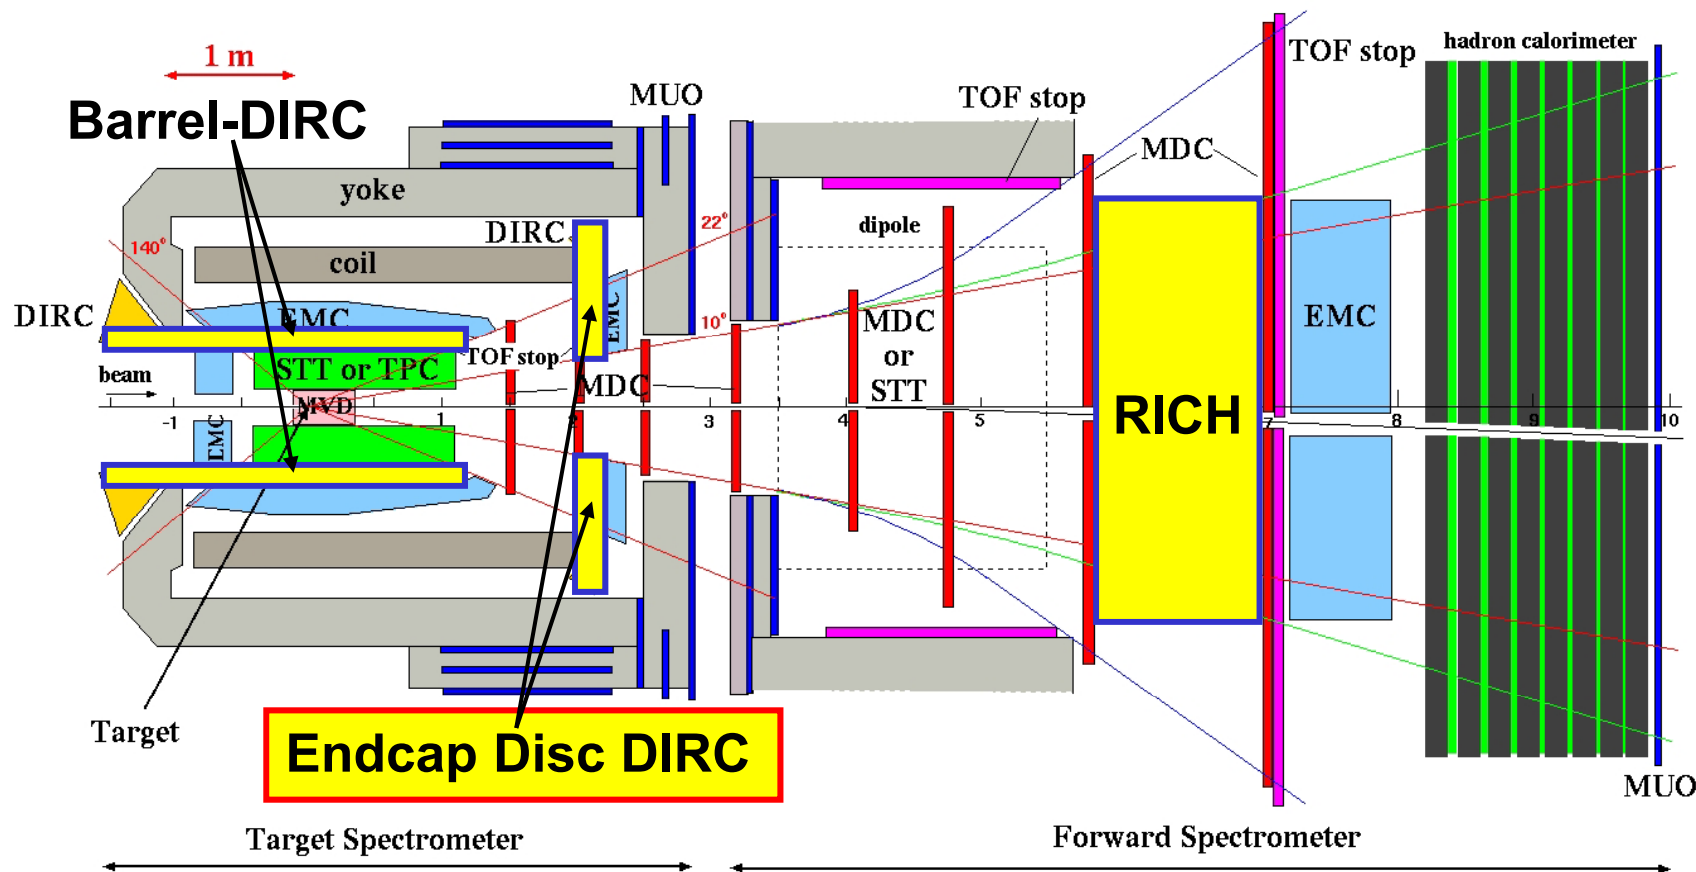 1 m
Barrel-DIRC
MUO
TOF stop
MDC
TOF stop
hadron calorimeter
yoke
140°
coil
DIRC
22°
dipole
DIRC
EMC
EMC
10°
STT or TPC
TOF stop
MDC
or
STT
EMC
beam
MDC
MVD
RICH
-1
1
2
3
4
5
7
8
9
10
EMC
Target
Endcap Disc DIRC
MUO
Target Spectrometer
Forward Spectrometer